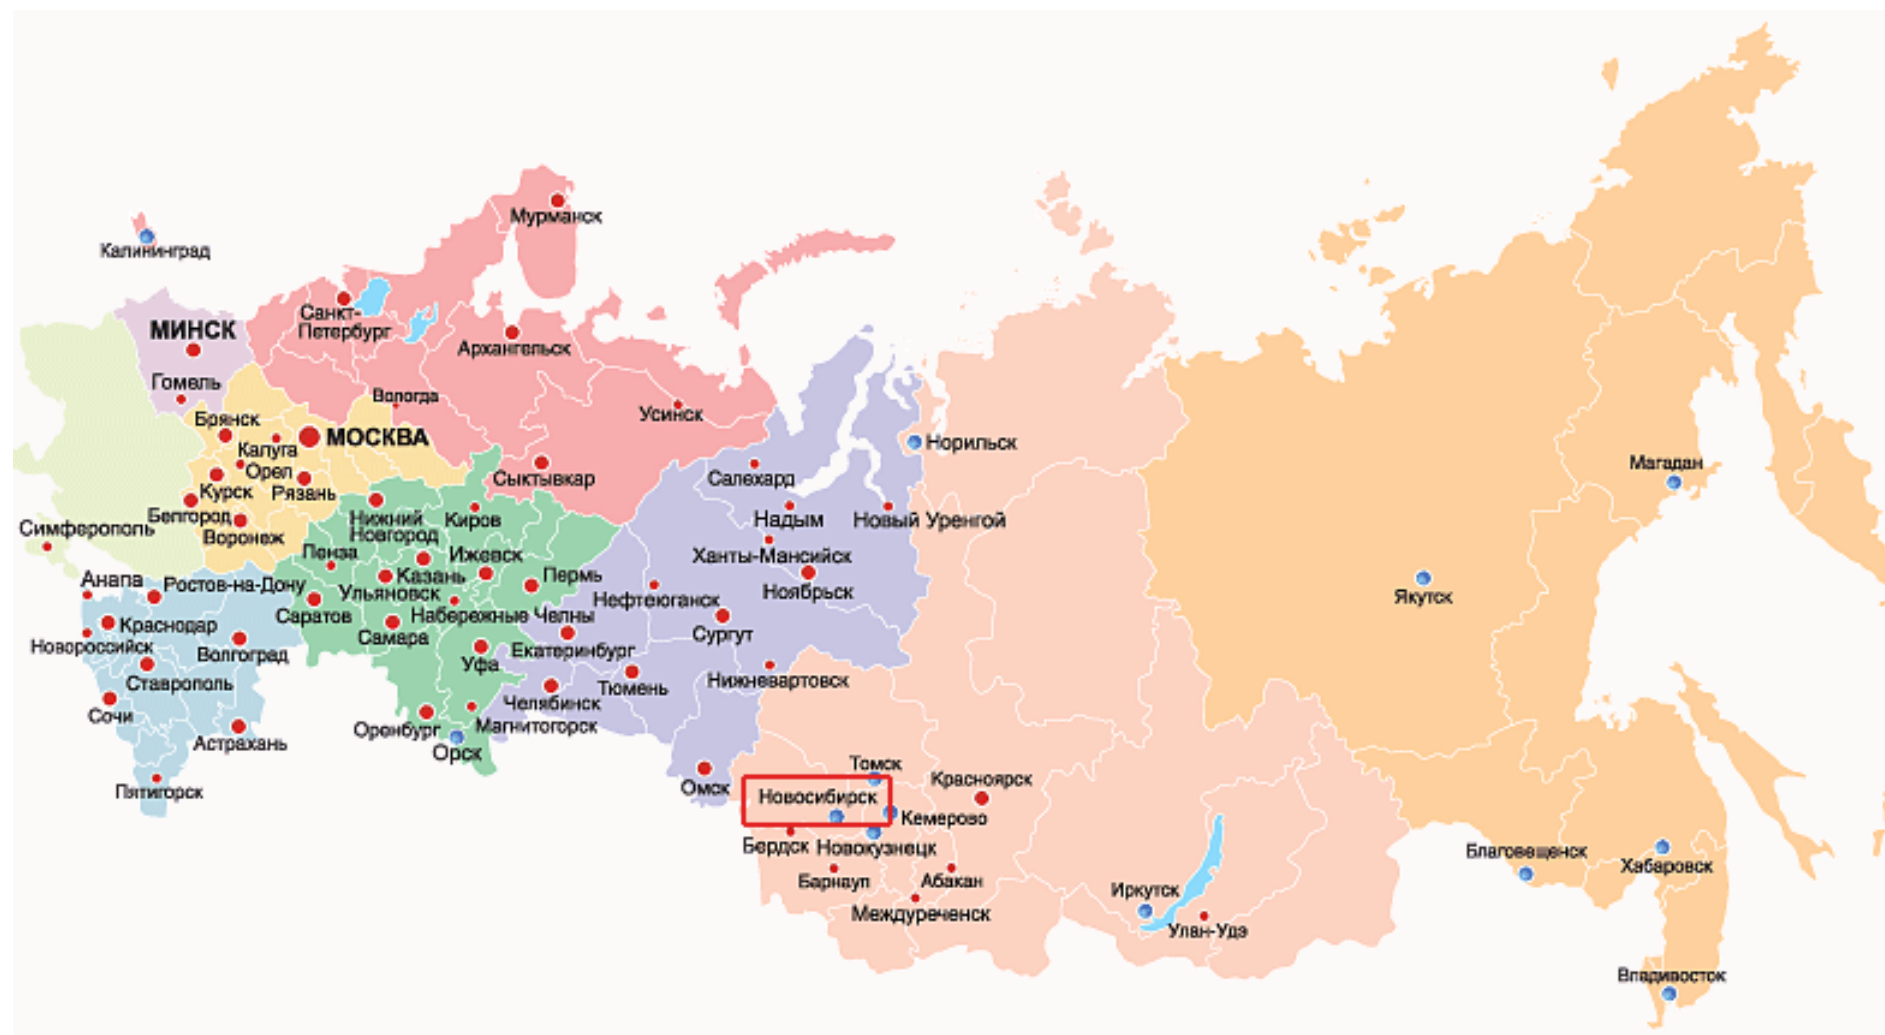 Мурманск
Калининград
Санкт-
Петербург
МИНСК
Архангельск
Гомель
Вологда
Усинск
Брянск
МОСКВА
Калуга
Норильск
Орел
Магадан
Сыктывкар
Салехард
Курск
Рязань
Белгород
Нижний
Новгород
Киров
Надым
Новый Уренгой
Симферополь
Воронеж
Пенза
Ижевск
Ханты-Мансийск
Анапа
Ростов-на-Дону
Казань
Пермь
Ульяновск
Ноябрьск
Нефтеюганск
Якутск
Саратов
Набережные Челны
Краснодар
Самара
Сургут
Новороссийск
Волгоград
Екатеринбург
Уфа
Ставрополь
Тюмень
Нижневартовск
Челябинск
Сочи
Оренбург
Магнитогорск
Астрахань
Орск
Томск
Красноярск
Омск
Пятигорск
Новосибирск
Кемерово
Бердск
Новокузнецк
Благовещенск
Хабаровск
Барнаул
Абакан
Иркутск
Междуреченск
Улан-Удэ
Владивосток